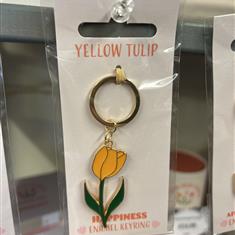 YELLOW TULIP
HAPPINESS
ENAMEL KEYRING